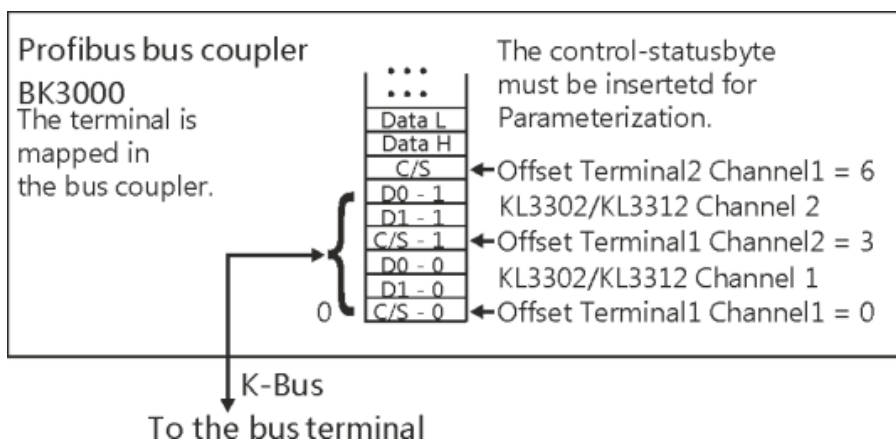 Profibus bus coupler
BK3000
The terminal is
mapped in
the bus coupler.
The control-statusbyte
must be insertetd for
Parameterization.
Data L
Data H
C/S
Offset Terminal2 Channel1 = 6
D0 - 1
KL3302/KL3312 Channel 2
D1 - 1
C/S - 1
Offset Terminal1 Channel2 = 3
D0 - 0
KL3302/KL3312 Channel 1
D1 - 0
0
C/S - 0
Offset Terminal1 Channel1 = 0
K-Bus
To the bus terminal